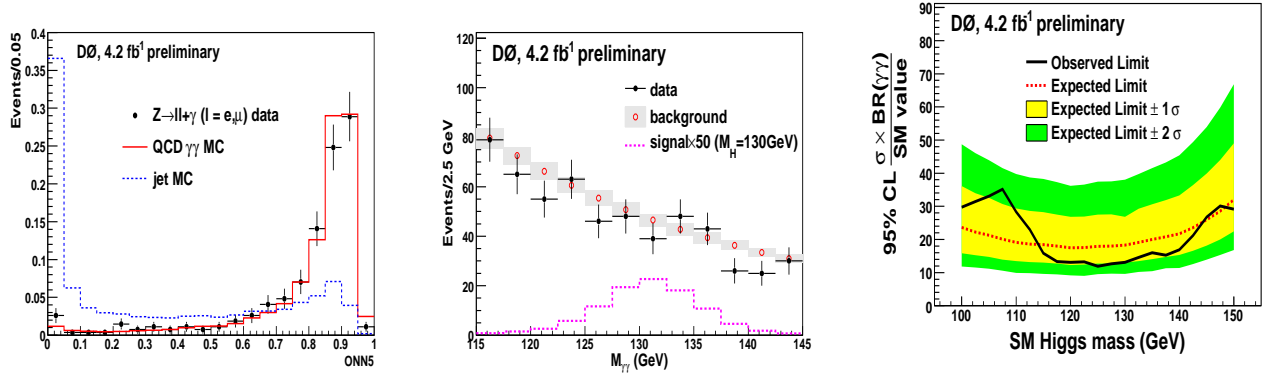 DØ, 4.2 fb-1 preliminary
Events/0.05
0.4
0.35
0.3
0.25
0.2
0.15
0.1
0.05
0
Z→ll+γ (l = e,μ) data
QCD γγ MC
jet MC
0 0.1 0.2 0.3 0.4 0.5 0.6 0.7 0.8 0.9 1
ONN5
DØ, 4.2 fb-1 preliminary
Events/2.5 GeV
120
100
80
60
40
20
0
data
background
signal×50 (MH=130GeV)
115 120 125 130 135 140 145
Mγγ (GeV)
DØ, 4.2 fb-1 preliminary
95% CL σ × BR(γγ)
SM value
90
80
70
60
50
40
30
20
10
0
Observed Limit
Expected Limit
Expected Limit ± 1 σ
Expected Limit ± 2 σ
100 110 120 130 140 150
SM Higgs mass (GeV)